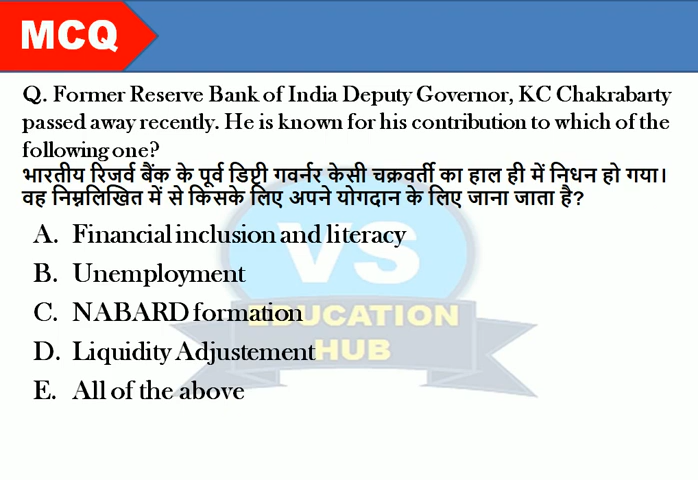 MCQ
Q. Former Reserve Bank of India Deputy Governor, KC Chakrabarty
passed away recently. He is known for his contribution to which of the
following one?
भारतीय रिजर्व बैंक के पूर्व डिप्टी गवर्नर केसी चक्रवर्ती का हाल ही में निधन हो गया।
वह निम्नलिखित में से किसके लिए अपने योगदान के लिए जाना जाता है?
A. Financial inclusion and literacy
B. Unemployment
C. NABARD formation
D. Liquidity Adjustement
E. All of the above
VS
EDUCATION
HUB